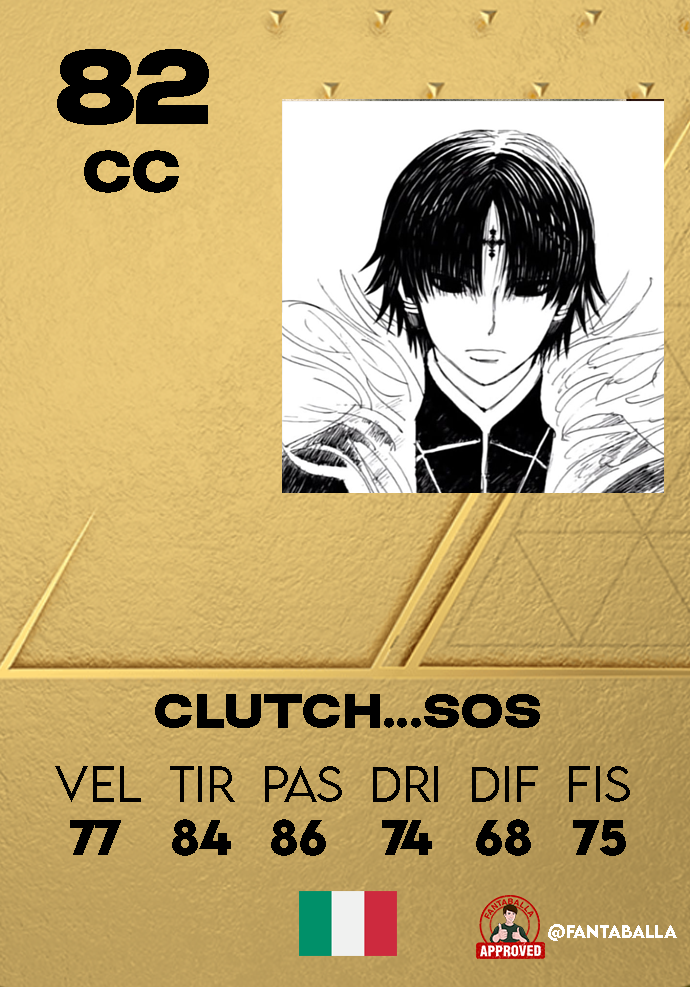 82
CC
CLUTCH...SOS
VEL TIR PAS DRI DIF FIS
77 84 86 74 68 75
FANTABALLA
APPROVED
@FANTABALLA